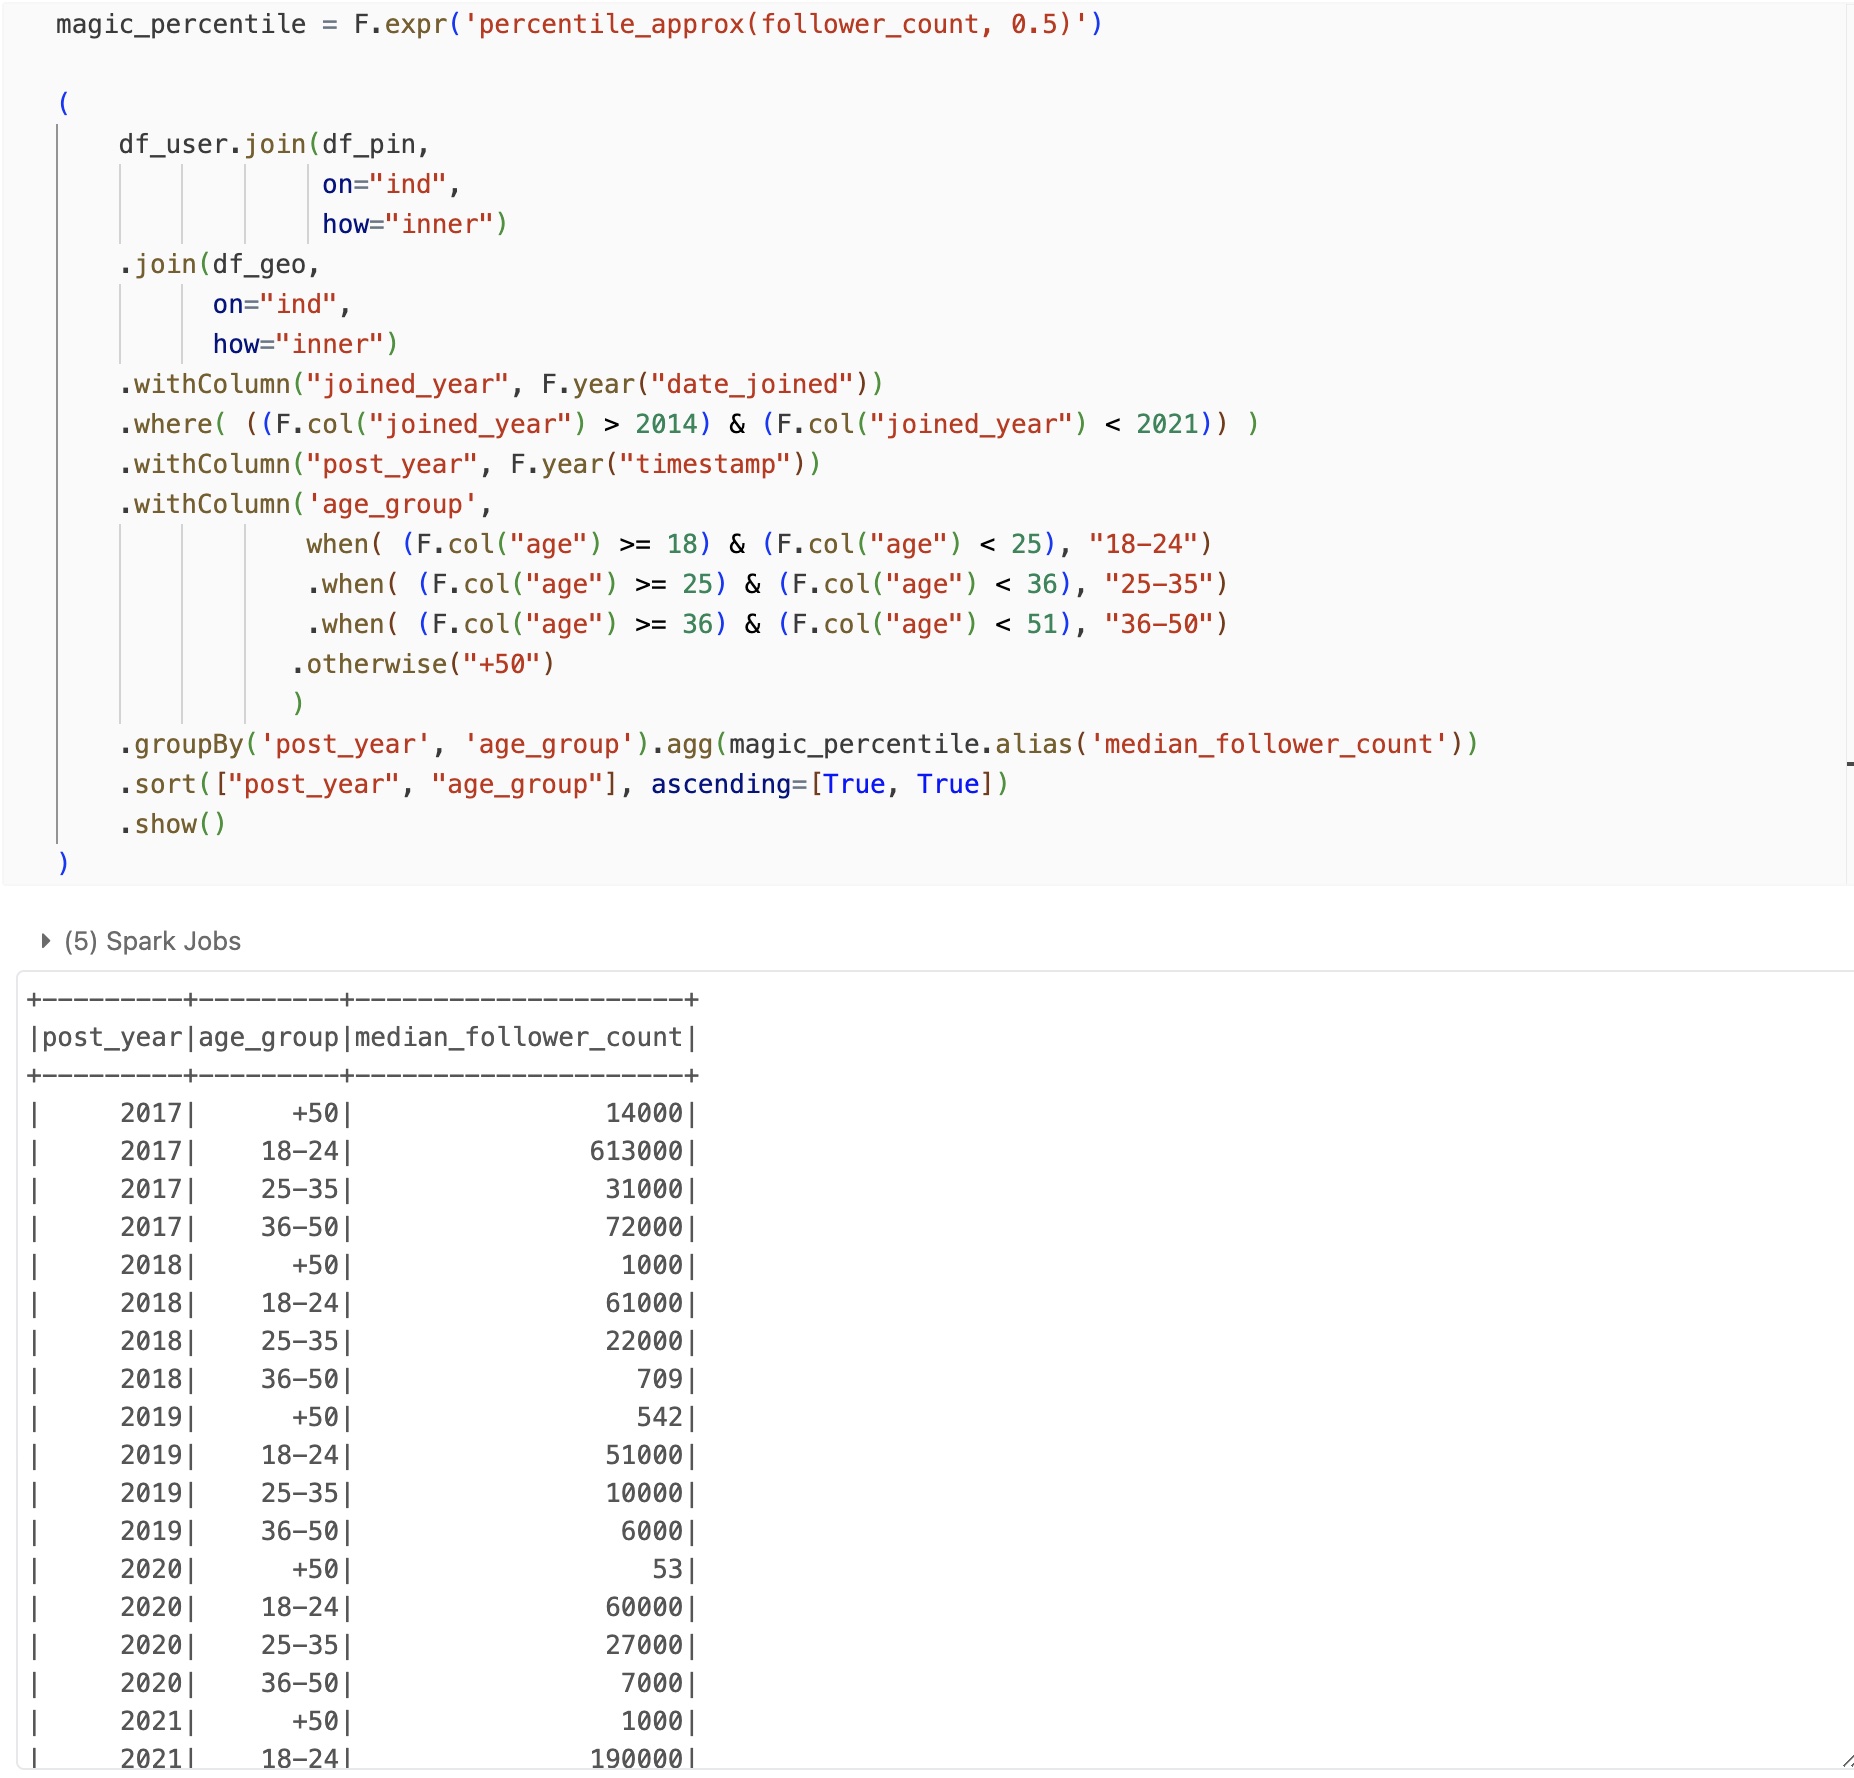 magic_percentile = F.expr('percentile_approx(follower_count, 0.5)')
(
df_user.join(df_pin,
on="ind",
how="inner")
.join(df_geo,
on="ind",
how="inner")
.withColumn("joined_year", F.year("date_joined"))
.where( ((F.col("joined_year") > 2014) & (F.col("joined_year") < 2021)) )
.withColumn("post_year", F.year("timestamp"))
.withColumn('age_group',
when( (F.col("age") >= 18) & (F.col("age") < 25), "18-24")
.when( (F.col("age") >= 25) & (F.col("age") < 36), "25-35")
.when( (F.col("age") >= 36) & (F.col("age") < 51), "36-50")
.otherwise("+50")
)
.groupBy('post_year', 'age_group').agg(magic_percentile.alias('median_follower_count'))
.sort(["post_year", "age_group"], ascending=[True, True])
.show()
)
(5) Spark Jobs
+---------+---------+---------------------+
|post_year|age_group|median_follower_count|
+---------+---------+---------------------+
|     2017|      +50|                14000|
|     2017|    18-24|               613000|
|     2017|    25-35|                31000|
|     2017|    36-50|                72000|
|     2018|      +50|                 1000|
|     2018|    18-24|                61000|
|     2018|    25-35|                22000|
|     2018|    36-50|                  709|
|     2019|      +50|                  542|
|     2019|    18-24|                51000|
|     2019|    25-35|                10000|
|     2019|    36-50|                 6000|
|     2020|      +50|                   53|
|     2020|    18-24|                60000|
|     2020|    25-35|                27000|
|     2020|    36-50|                 7000|
|     2021|      +50|                 1000|
|     2021|    18-24|               190000|